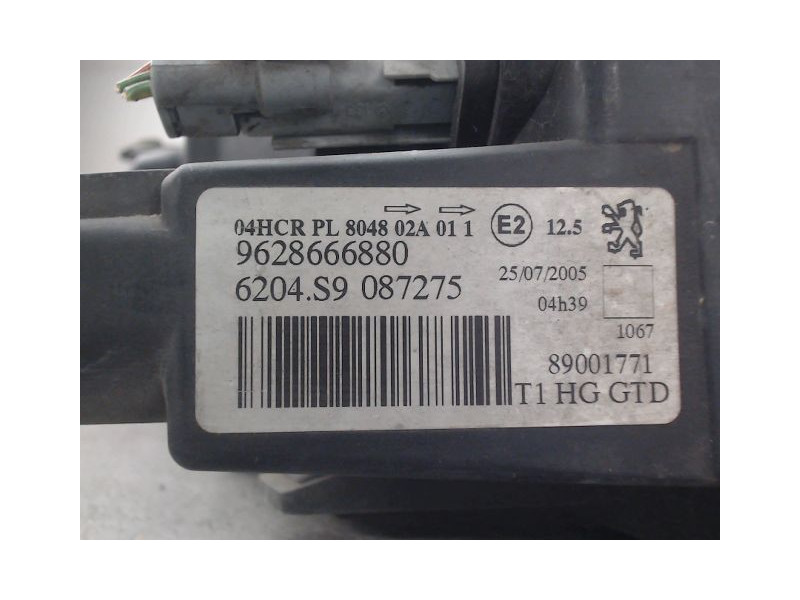 04HCR PL 8048 02A 01 1 E2 12.5
9628666880
6204.S9 087275
25/07/2005
04h39
1067
89001771
T1 HG GTD